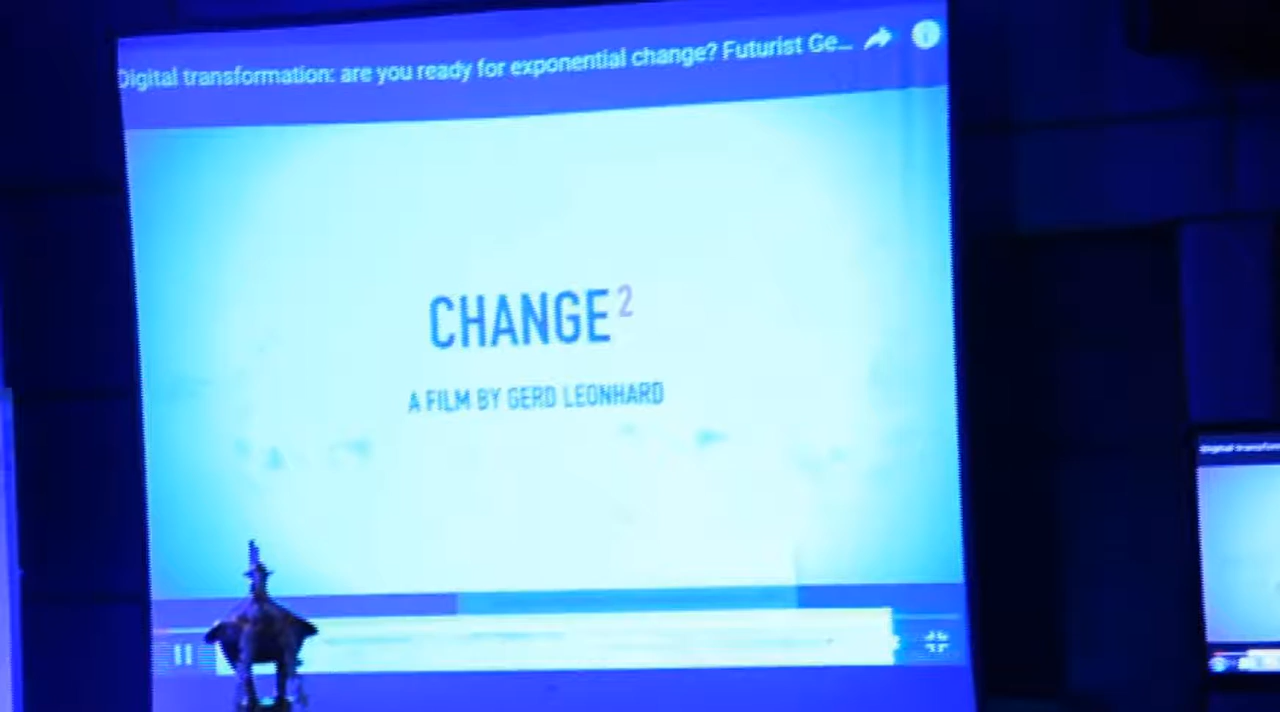 Digital transformation: are you ready for exponential change? Futurist Ge...
CHANGE²
A FILM BY GERD LEONHARD